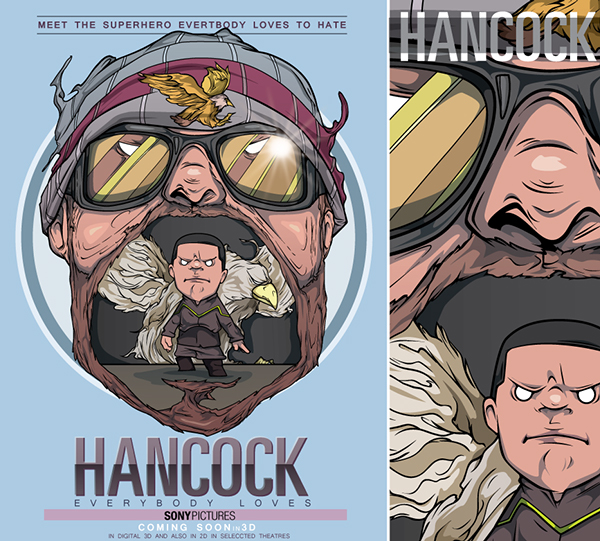 MEET THE SUPERHERO EVERTBODY LOVES TO HATE
HANCOCK
EVERYBODY LOVES
SONYPICTURES
COMING SOON IN 3D
IN DIGITAL 3D AND ALSO IN 2D IN SELECCTED THEATRES
HANCOCK